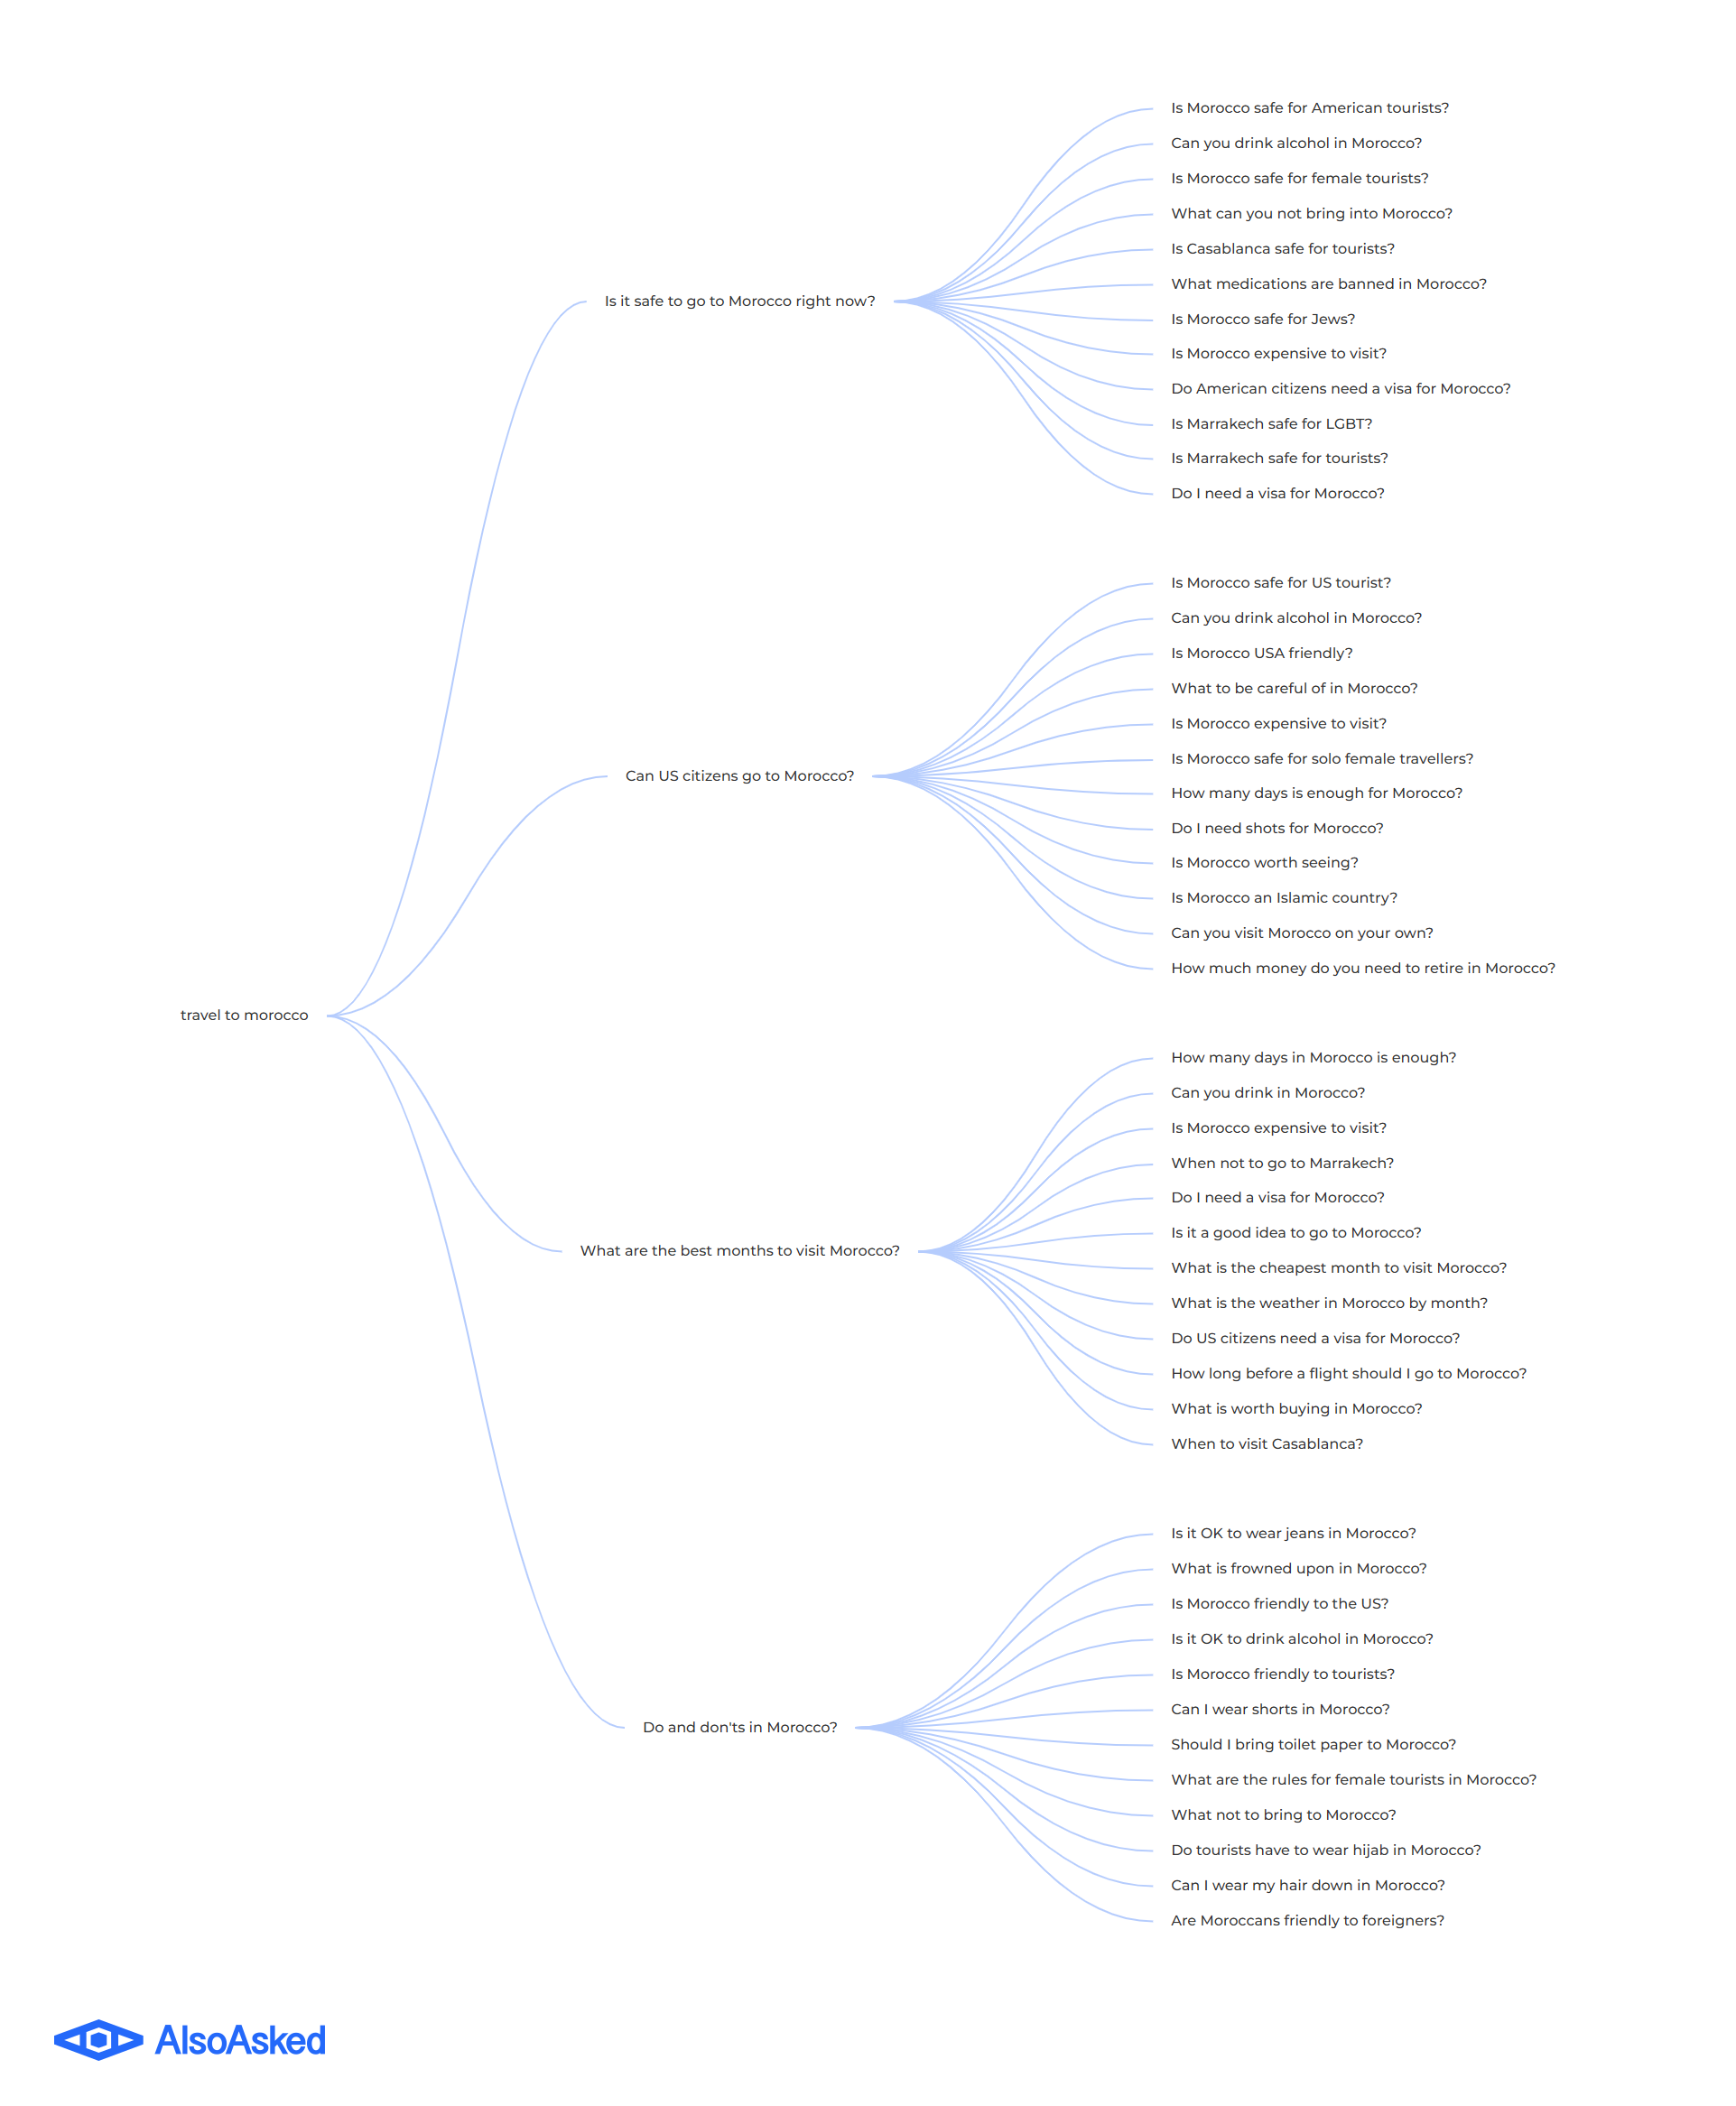 travel to morocco
Is it safe to go to Morocco right now?
Is Morocco safe for American tourists?
Can you drink alcohol in Morocco?
Is Morocco safe for female tourists?
What can you not bring into Morocco?
Is Casablanca safe for tourists?
What medications are banned in Morocco?
Is Morocco safe for Jews?
Is Morocco expensive to visit?
Do American citizens need a visa for Morocco?
Is Marrakech safe for LGBT?
Is Marrakech safe for tourists?
Do I need a visa for Morocco?
Can US citizens go to Morocco?
Is Morocco safe for US tourist?
Can you drink alcohol in Morocco?
Is Morocco USA friendly?
What to be careful of in Morocco?
Is Morocco expensive to visit?
Is Morocco safe for solo female travellers?
How many days is enough for Morocco?
Do I need shots for Morocco?
Is Morocco worth seeing?
Is Morocco an Islamic country?
Can you visit Morocco on your own?
How much money do you need to retire in Morocco?
What are the best months to visit Morocco?
How many days in Morocco is enough?
Can you drink in Morocco?
Is Morocco expensive to visit?
When not to go to Marrakech?
Do I need a visa for Morocco?
Is it a good idea to go to Morocco?
What is the cheapest month to visit Morocco?
What is the weather in Morocco by month?
Do US citizens need a visa for Morocco?
How long before a flight should I go to Morocco?
What is worth buying in Morocco?
When to visit Casablanca?
Do and don'ts in Morocco?
Is it OK to wear jeans in Morocco?
What is frowned upon in Morocco?
Is Morocco friendly to the US?
Is it OK to drink alcohol in Morocco?
Is Morocco friendly to tourists?
Can I wear shorts in Morocco?
Should I bring toilet paper to Morocco?
What are the rules for female tourists in Morocco?
What not to bring to Morocco?
Do tourists have to wear hijab in Morocco?
Can I wear my hair down in Morocco?
Are Moroccans friendly to foreigners?
AlsoAsked